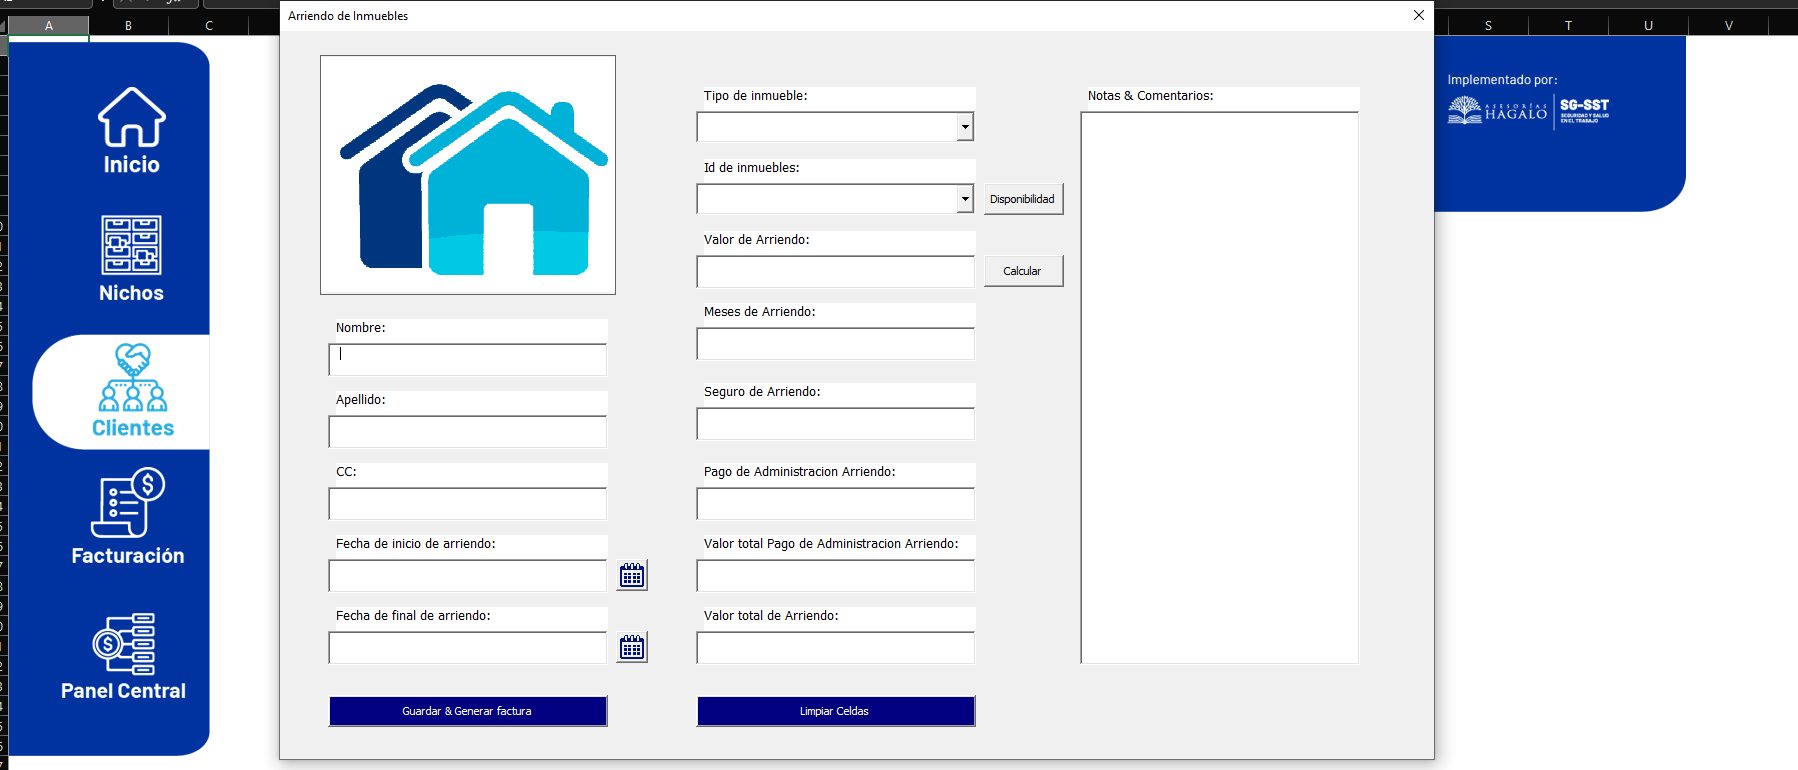 Arriendo de Inmuebles
A B C S T U V
Inicio
Nichos
Clientes
Facturación
Panel Central
Nombre:
Apellido:
CC:
Fecha de inicio de arriendo:
Fecha de final de arriendo:
Guardar & Generar factura
Tipo de inmueble:
Id de inmuebles:
Disponibilidad
Valor de Arriendo:
Calcular
Meses de Arriendo:
Seguro de Arriendo:
Pago de Administracion Arriendo:
Valor total Pago de Administracion Arriendo:
Valor total de Arriendo:
Limpiar Celdas
Notas & Comentarios:
Implementado por:
ASESORÍAS
HAGALO
SG-SST
SEGURIDAD Y SALUD
EN EL TRABAJO